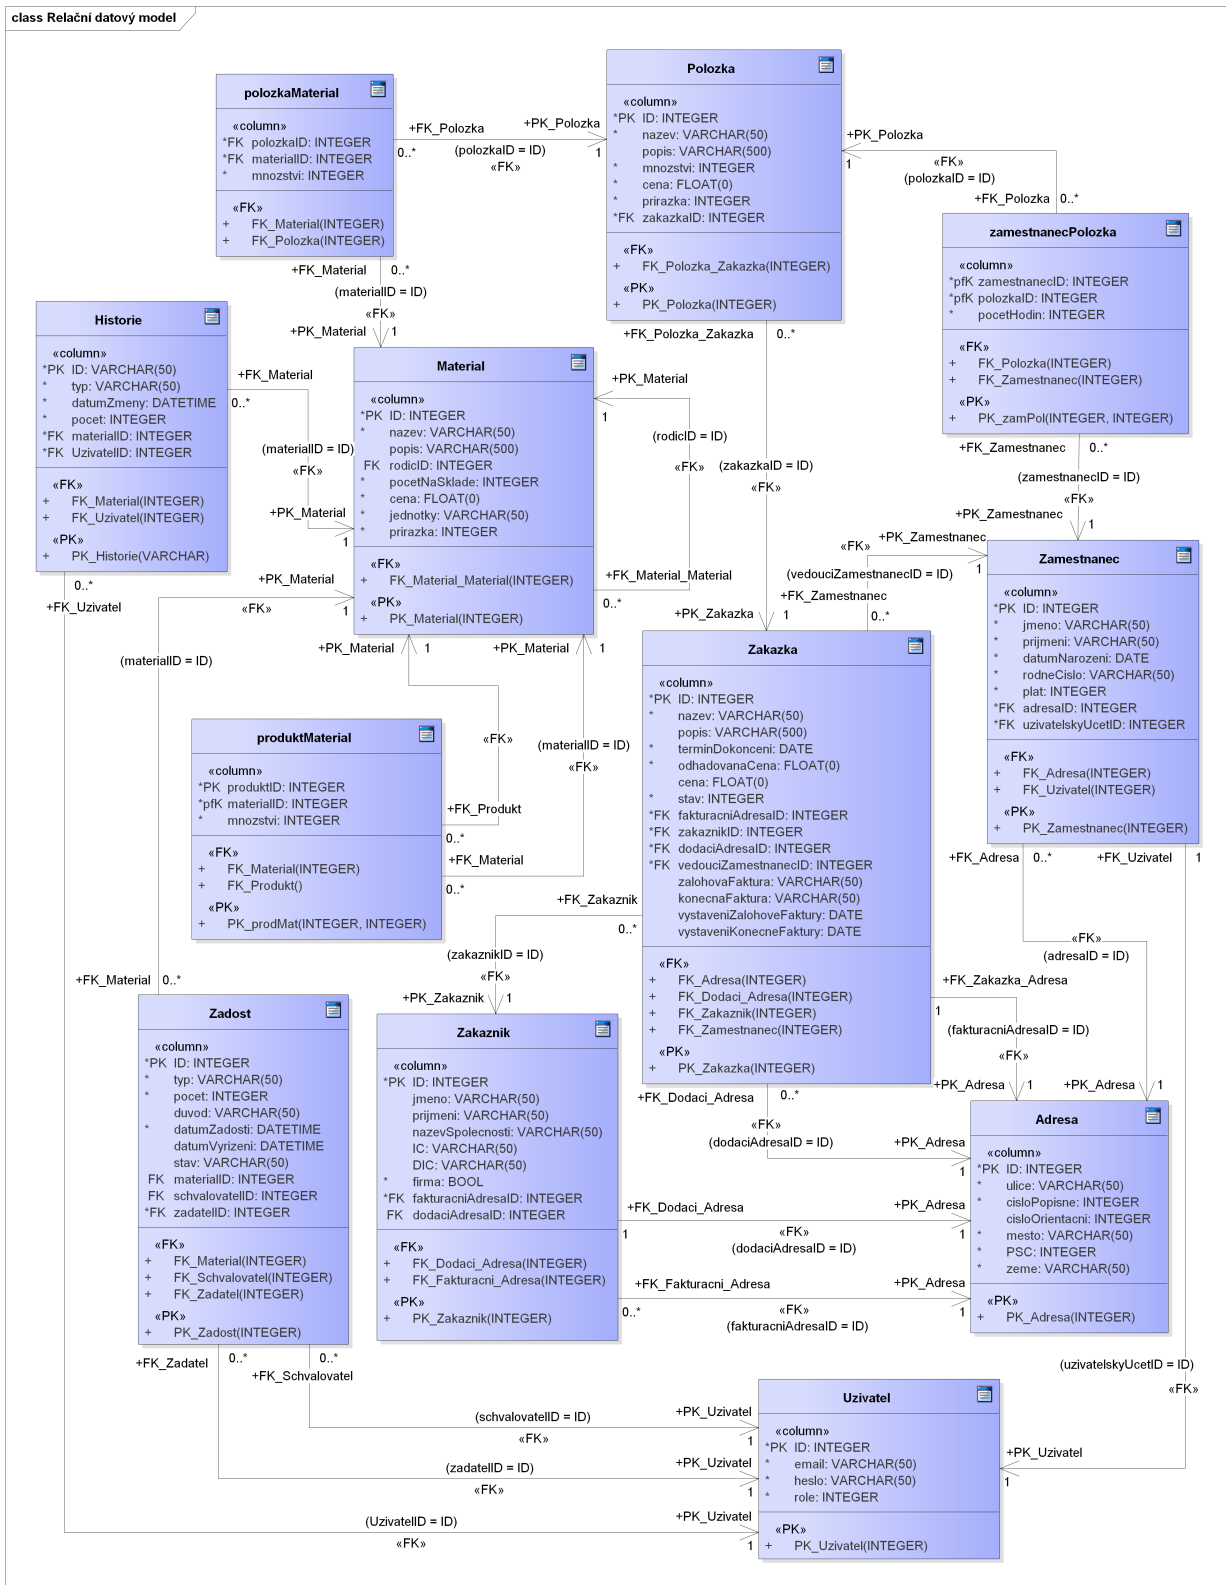 class Relační datový model
polozkaMaterial
«column»
*FK polozkaID: INTEGER
*FK materialID: INTEGER
* mnozstvi: INTEGER
«FK»
+ FK_Material(INTEGER)
+ FK_Polozka(INTEGER)
+FK_Polozka
0..*
(polozkaID = ID)
«FK»
+PK_Polozka
1
Polozka
«column»
*PK ID: INTEGER
* nazev: VARCHAR(50)
popis: VARCHAR(500)
* mnozstvi: INTEGER
* cena: FLOAT(0)
* prirazka: INTEGER
*FK zakazkaID: INTEGER
«FK»
+ FK_Polozka_Zakazka(INTEGER)
«PK»
+ PK_Polozka(INTEGER)
+PK_Polozka
1
«FK»
(polozkaID = ID)
+FK_Polozka 0..*
zamestnanecPolozka
«column»
*pfK zamestnanecID: INTEGER
*pfK polozkaID: INTEGER
* pocetHodin: INTEGER
«FK»
+ FK_Polozka(INTEGER)
+ FK_Zamestnanec(INTEGER)
«PK»
+ PK_zamPol(INTEGER, INTEGER)
+FK_Material 0..*
(materialID = ID)
«FK»
+PK_Material 1
Historie
«column»
*PK ID: VARCHAR(50)
* typ: VARCHAR(50)
* datumZmeny: DATETIME
* pocet: INTEGER
*FK materialID: INTEGER
*FK UzivatelID: INTEGER
«FK»
+ FK_Material(INTEGER)
+ FK_Uzivatel(INTEGER)
«PK»
+ PK_Historie(VARCHAR)
+FK_Material
0..*
(materialID = ID)
«FK»
+PK_Material
1
Material
«column»
*PK ID: INTEGER
* nazev: VARCHAR(50)
popis: VARCHAR(500)
FK rodicID: INTEGER
* pocetNaSklade: INTEGER
* cena: FLOAT(0)
* jednotky: VARCHAR(50)
* prirazka: INTEGER
«FK»
+ FK_Material_Material(INTEGER)
«PK»
+ PK_Material(INTEGER)
+PK_Material
1
(rodicID = ID)
«FK»
+FK_Material_Material
0..*
+FK_Polozka_Zakazka 0..*
(zakazkaID = ID)
«FK»
+PK_Zakazka 1
+FK_Zamestnanec 0..*
(zamestnanecID = ID)
«FK»
+PK_Zamestnanec 1
+PK_Zamestnanec
1
«FK»
(vedouciZamestnanecID = ID)
+FK_Zamestnanec
0..*
Zamestnanec
«column»
*PK ID: INTEGER
* jmeno: VARCHAR(50)
* prijmeni: VARCHAR(50)
* datumNarozeni: DATE
* rodneCislo: VARCHAR(50)
* plat: INTEGER
*FK adresaID: INTEGER
*FK uzivatelskyUcetID: INTEGER
«FK»
+ FK_Adresa(INTEGER)
+ FK_Uzivatel(INTEGER)
«PK»
+ PK_Zamestnanec(INTEGER)
0..*
+FK_Uzivatel
+PK_Material
1
«FK»
(materialID = ID)
+FK_Material 0..*
+PK_Material 1
«FK»
+FK_Produkt
0..*
+PK_Material 1
(materialID = ID)
«FK»
+FK_Material
0..*
produktMaterial
«column»
*PK produktID: INTEGER
*pfK materialID: INTEGER
* mnozstvi: INTEGER
«FK»
+ FK_Material(INTEGER)
+ FK_Produkt()
«PK»
+ PK_prodMat(INTEGER, INTEGER)
Zakazka
«column»
*PK ID: INTEGER
* nazev: VARCHAR(50)
popis: VARCHAR(500)
* terminDokonceni: DATE
* odhadovanaCena: FLOAT(0)
cena: FLOAT(0)
* stav: INTEGER
*FK fakturacniAdresaID: INTEGER
*FK zakaznikID: INTEGER
*FK dodaciAdresaID: INTEGER
*FK vedouciZamestnanecID: INTEGER
zalohovaFaktura: VARCHAR(50)
konecnaFaktura: VARCHAR(50)
vystaveniZalohoveFaktury: DATE
vystaveniKonecneFaktury: DATE
«FK»
+ FK_Adresa(INTEGER)
+ FK_Dodaci_Adresa(INTEGER)
+ FK_Zakaznik(INTEGER)
+ FK_Zamestnanec(INTEGER)
«PK»
+ PK_Zakazka(INTEGER)
+FK_Zakaznik
0..*
(zakaznikID = ID)
«FK»
+PK_Zakaznik 1
+FK_Adresa 0..*
«FK»
(adresaID = ID)
+PK_Adresa 1
+FK_Uzivatel 1
+FK_Zakazka_Adresa
1
(fakturacniAdresaID = ID)
«FK»
+PK_Adresa 1
Zadost
«column»
*PK ID: INTEGER
* typ: VARCHAR(50)
* pocet: INTEGER
duvod: VARCHAR(50)
* datumZadosti: DATETIME
datumVyrizeni: DATETIME
stav: VARCHAR(50)
FK materialID: INTEGER
FK schvalovatelID: INTEGER
*FK zadatelID: INTEGER
«FK»
+ FK_Material(INTEGER)
+ FK_Schvalovatel(INTEGER)
+ FK_Zadatel(INTEGER)
«PK»
+ PK_Zadost(INTEGER)
Zakaznik
«column»
*PK ID: INTEGER
jmeno: VARCHAR(50)
prijmeni: VARCHAR(50)
nazevSpolecnosti: VARCHAR(50)
IC: VARCHAR(50)
DIC: VARCHAR(50)
* firma: BOOL
*FK fakturacniAdresaID: INTEGER
FK dodaciAdresaID: INTEGER
«FK»
+ FK_Dodaci_Adresa(INTEGER)
+ FK_Fakturacni_Adresa(INTEGER)
«PK»
+ PK_Zakaznik(INTEGER)
+FK_Dodaci_Adresa 0..*
«FK»
(dodaciAdresaID = ID)
+PK_Adresa
1
+FK_Dodaci_Adresa
1
«FK»
(dodaciAdresaID = ID)
+PK_Adresa
1
+FK_Fakturacni_Adresa
0..*
«FK»
(fakturacniAdresaID = ID)
+PK_Adresa
1
Adresa
«column»
*PK ID: INTEGER
* ulice: VARCHAR(50)
* cisloPopisne: INTEGER
cisloOrientacni: INTEGER
* mesto: VARCHAR(50)
* PSC: INTEGER
* zeme: VARCHAR(50)
«PK»
+ PK_Adresa(INTEGER)
+FK_Zadatel 0..*
0..*
+FK_Schvalovatel
(schvalovatelID = ID)
«FK»
+PK_Uzivatel
1
(zadatelID = ID)
«FK»
+PK_Uzivatel
1
(UzivatelID = ID)
«FK»
+PK_Uzivatel
1
Uzivatel
«column»
*PK ID: INTEGER
* email: VARCHAR(50)
* heslo: VARCHAR(50)
* role: INTEGER
«PK»
+ PK_Uzivatel(INTEGER)
(uzivatelskyUcetID = ID)
«FK»
+PK_Uzivatel
1